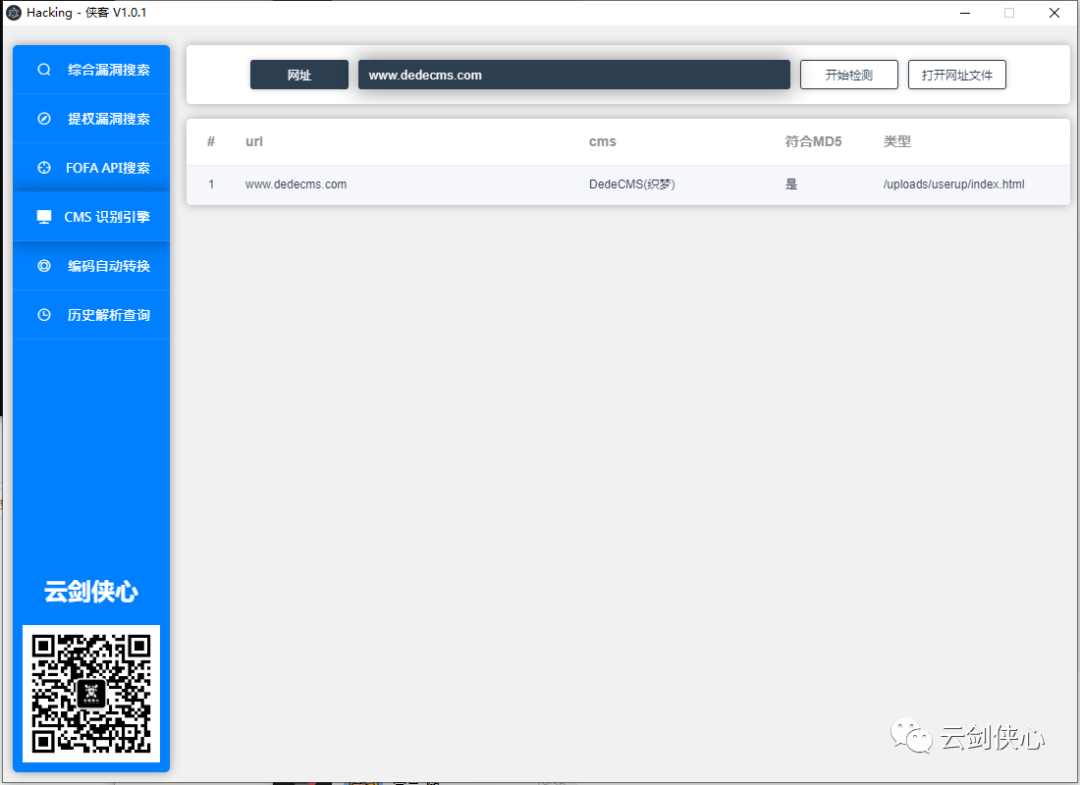 Hacking - 侠客 V1.0.1
综合漏洞搜索
提权漏洞搜索
FOFA API搜索
CMS 识别引擎
编码自动转换
历史解析查询
云剑侠心
网址 www.dedecms.com 开始检测 打开网址文件
# url cms 符合MD5 类型
1 www.dedecms.com DedeCMS(织梦) 是 /uploads/userup/index.html
云剑侠心